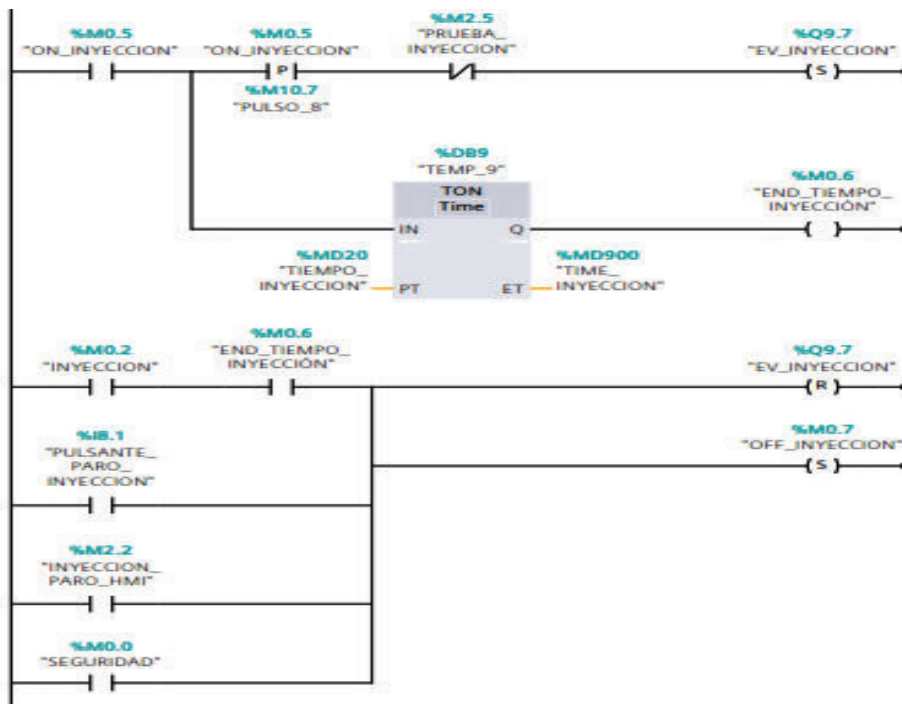 %M0.5
"ON_INYECCION"
%M0.5
"ON_INYECCION"
P
%M10.7
"PULSO_8"
%M2.5
"PRUEBA_
INYECCION"
%Q9.7
"EV_INYECCION"
S
%DB9
"TEMP_9"
TON
Time
IN
Q
%MD20
"TIEMPO_
INYECCION"
PT
ET
%MD900
"TIME_
INYECCION"
%M0.6
"END_TIEMPO_
INYECCIÓN"
%M0.2
"INYECCION"
%M0.6
"END_TIEMPO_
INYECCIÓN"
%Q9.7
"EV_INYECCION"
R
%I8.1
"PULSANTE_
PARO_
INYECCION"
%M0.7
"OFF_INYECCION"
S
%M2.2
"INYECCION_
PARO_HMI"
%M0.0
"SEGURIDAD"